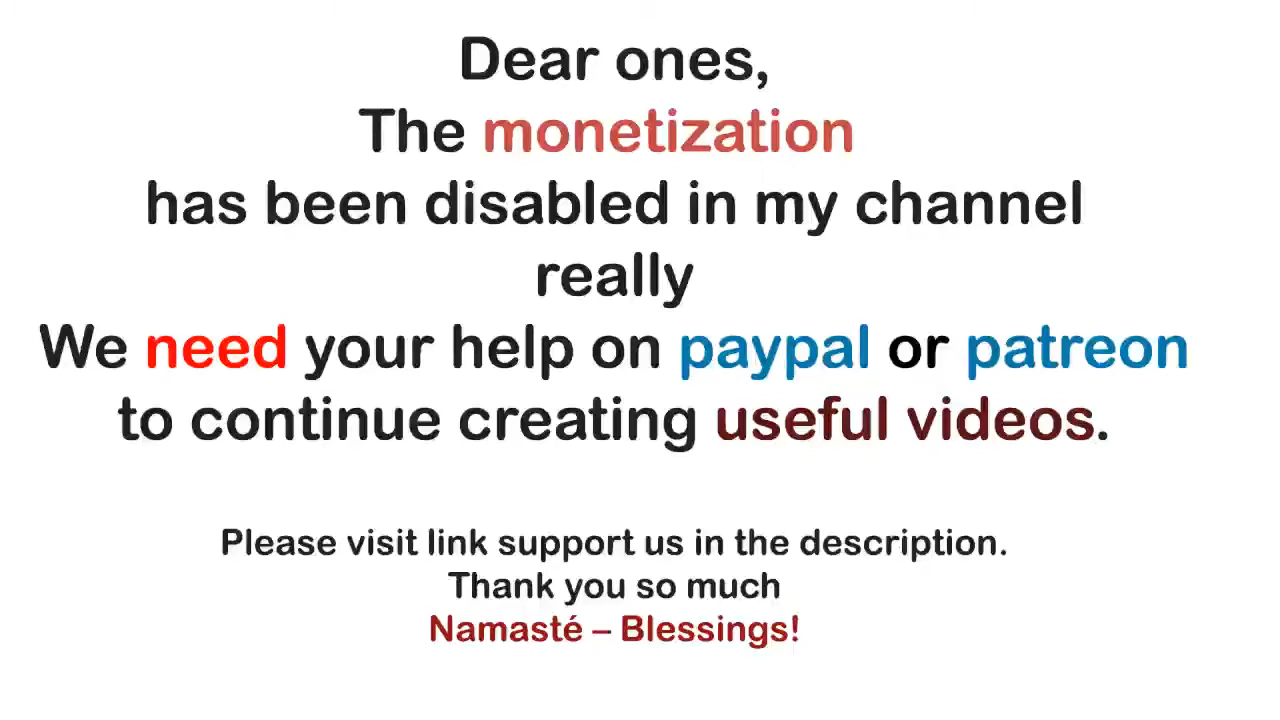 Dear ones,
The monetization
has been disabled in my channel
really
We need your help on paypal or patreon
to continue creating useful videos.
Please visit link support us in the description.
Thank you so much
Namasté – Blessings!